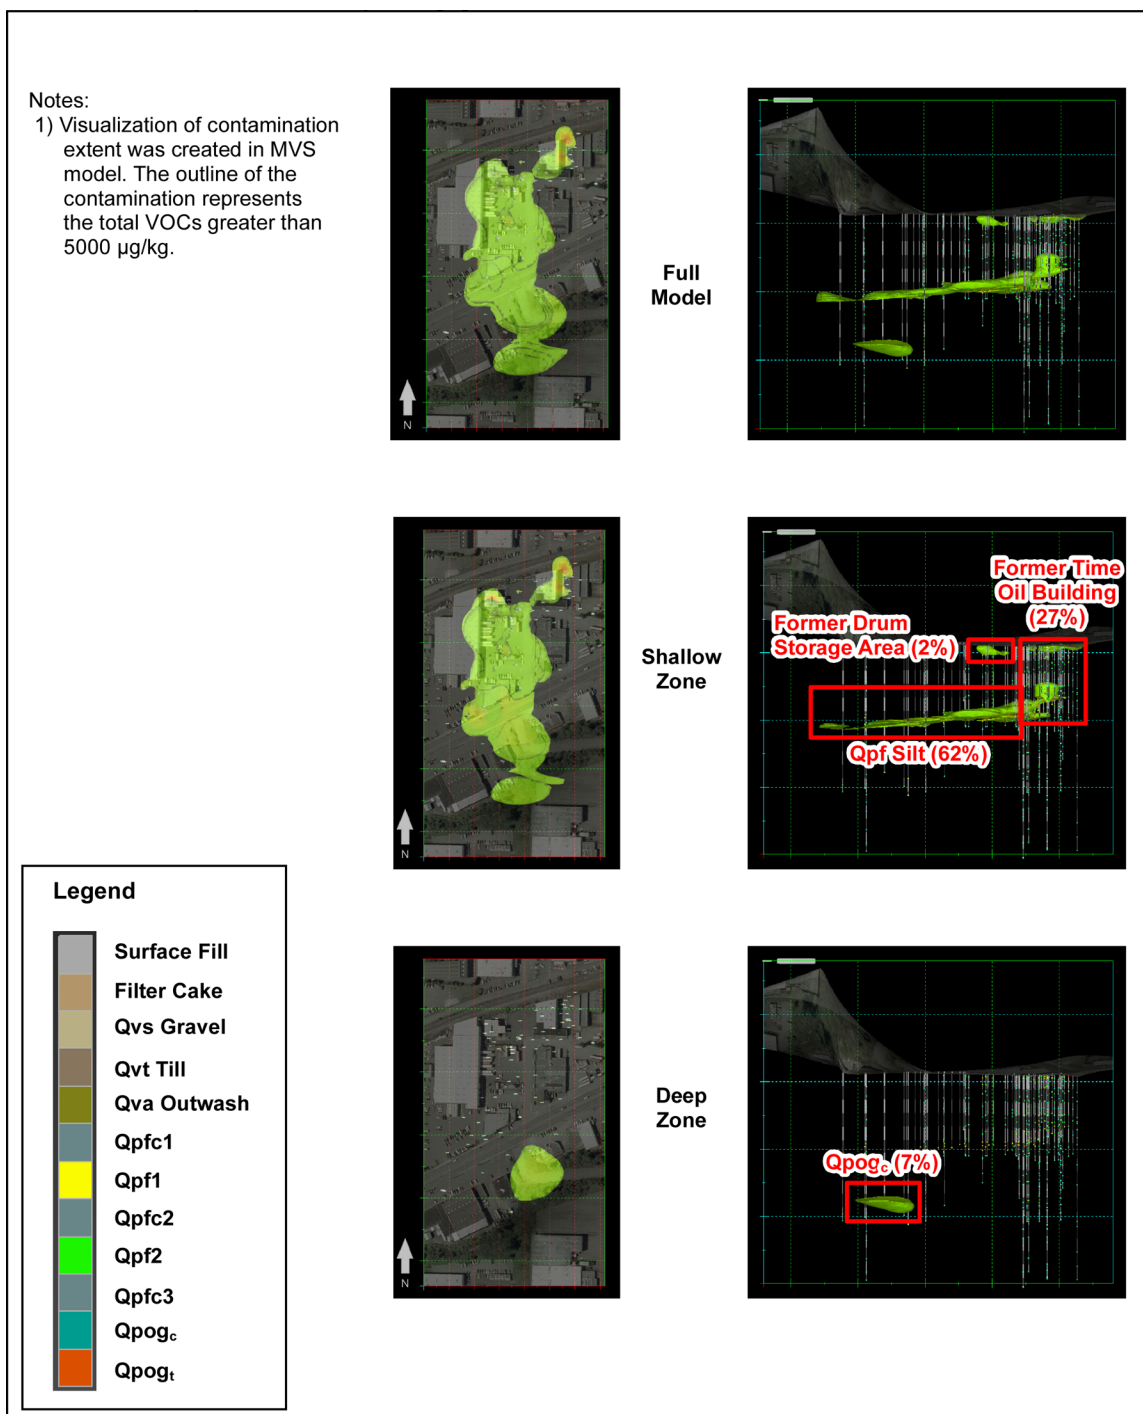 Notes:
1) Visualization of contamination
extent was created in MVS
model. The outline of the
contamination represents
the total VOCs greater than
5000 µg/kg.
Full
Model
N
Shallow
Zone
N
Former Time
Oil Building
(27%)
Former Drum
Storage Area (2%)
Qpf Silt (62%)
Deep
Zone
N
Qpogc (7%)
Legend
Surface Fill
Filter Cake
Qvs Gravel
Qvt Till
Qva Outwash
Qpfc1
Qpf1
Qpfc2
Qpf2
Qpfc3
Qpogc
Qpogt